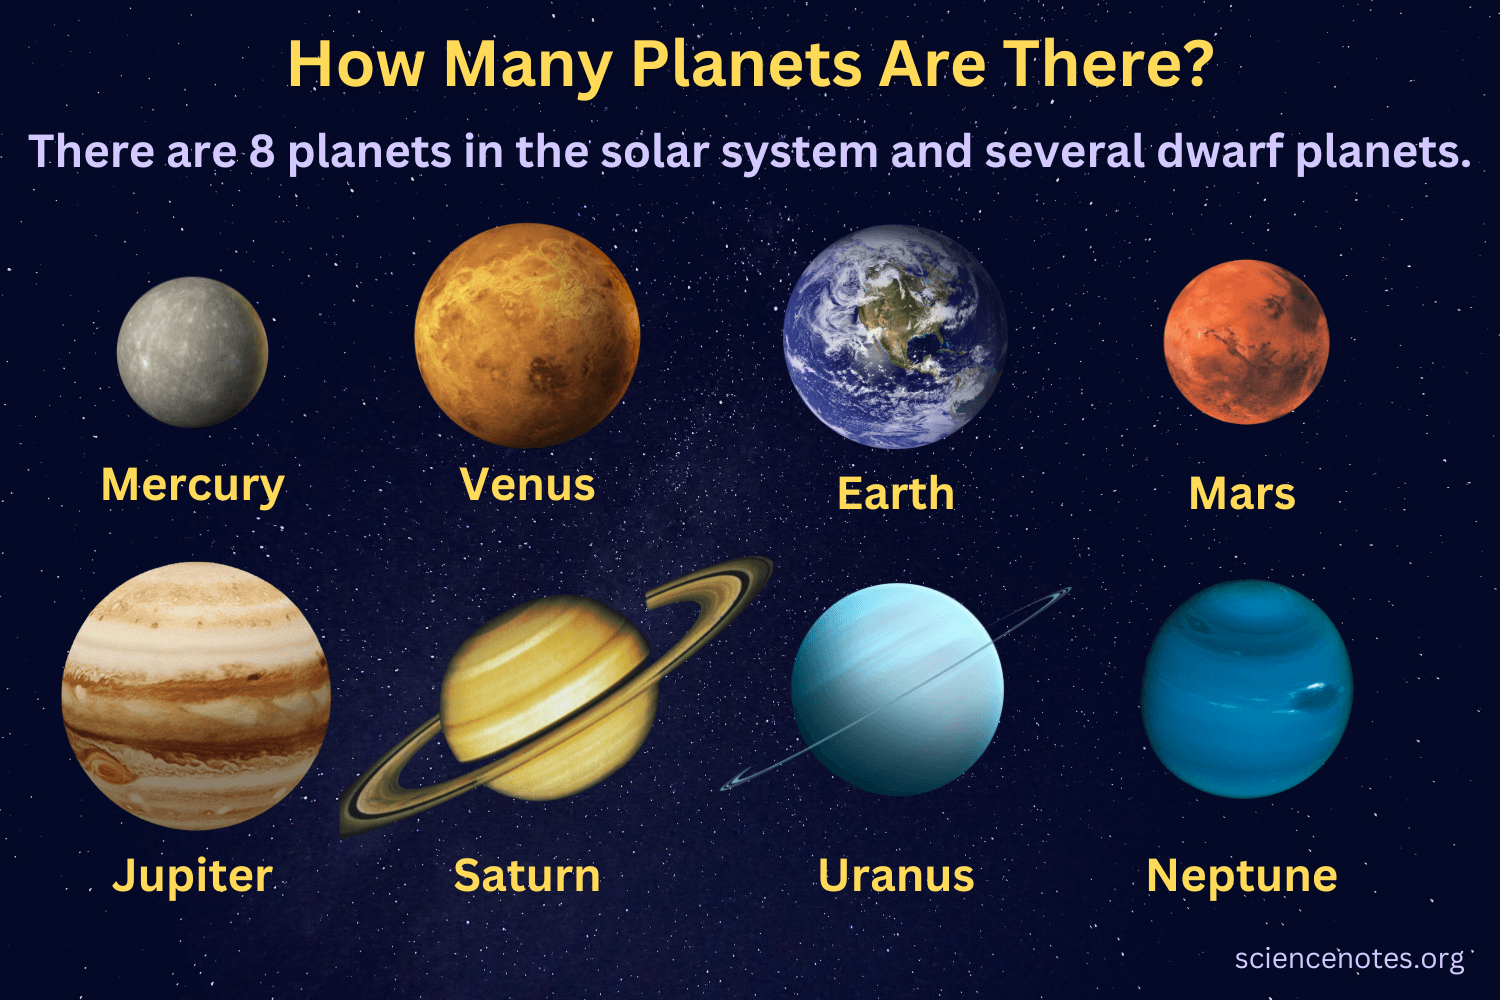 How Many Planets Are There?
There are 8 planets in the solar system and several dwarf planets.
Mercury
Venus
Earth
Mars
Jupiter
Saturn
Uranus
Neptune
sciencenotes.org